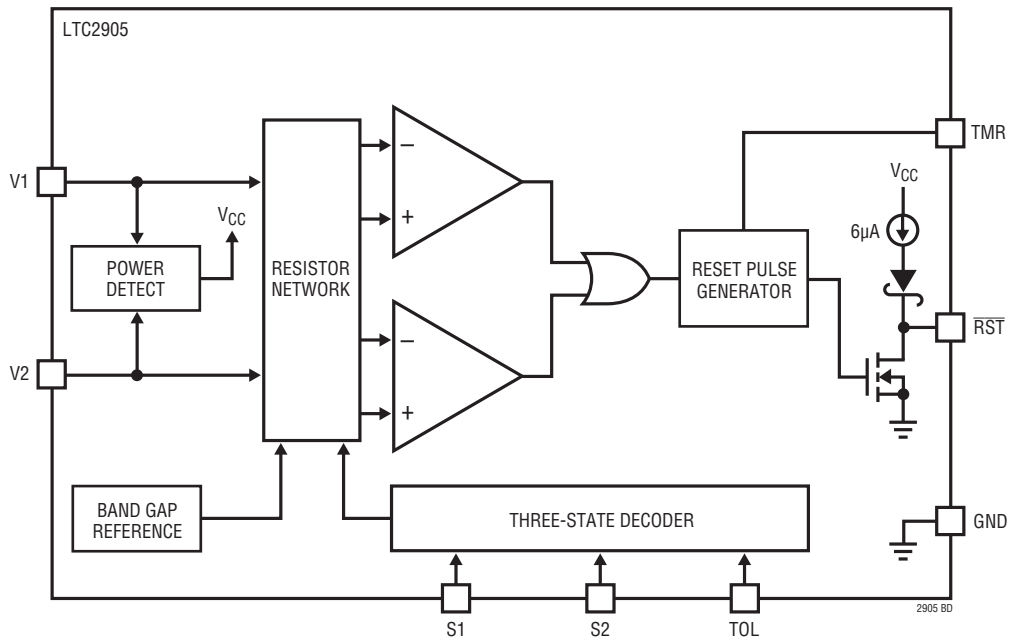 LTC2905
TMR
V1
VCC
VCC
6µA
POWER
DETECT
RESISTOR
NETWORK
−
+
RESET PULSE
GENERATOR
RST
V2
−
+
BAND GAP
REFERENCE
THREE-STATE DECODER
GND
2905 BD
S1
S2
TOL